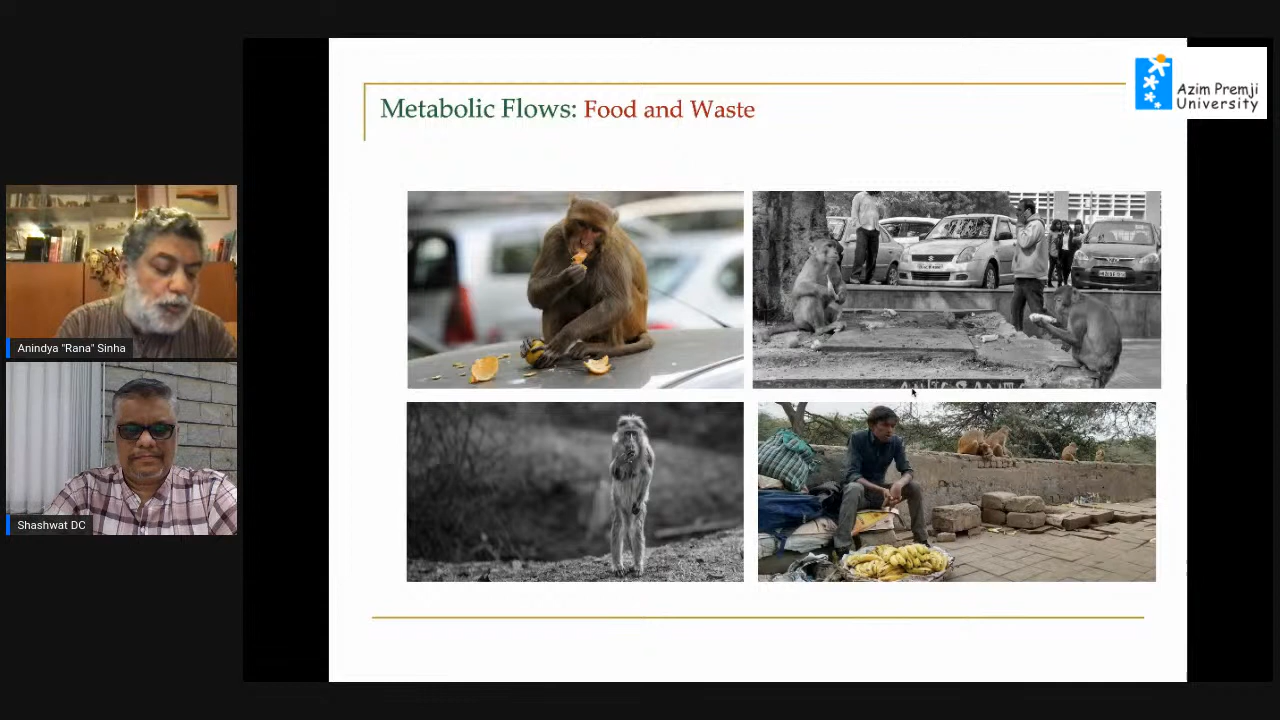 Metabolic Flows: Food and Waste
Azim Premji
University
Anindya "Rana" Sinha
Shashwat DC